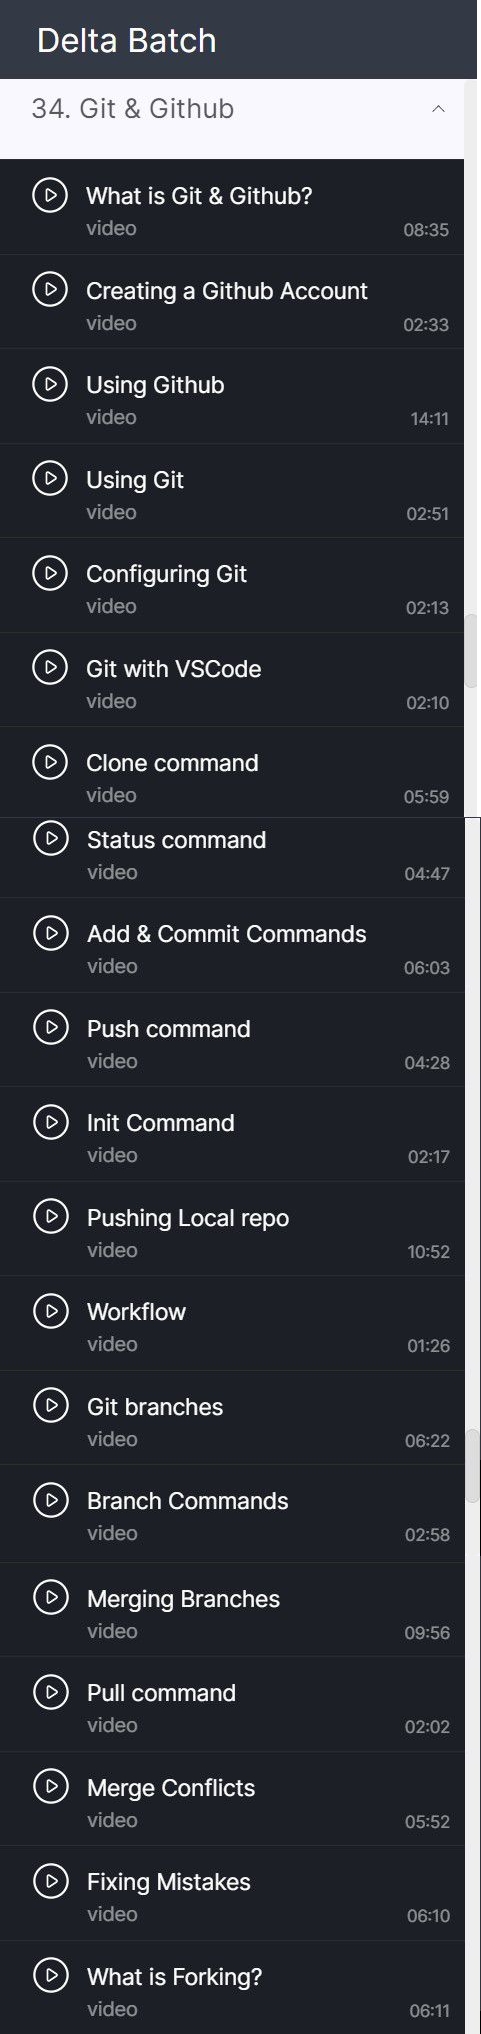 Delta Batch
34. Git & Github
What is Git & Github?
video
08:35
Creating a Github Account
video
02:33
Using Github
video
14:11
Using Git
video
02:51
Configuring Git
video
02:13
Git with VSCode
video
02:10
Clone command
video
05:59
Status command
video
04:47
Add & Commit Commands
video
06:03
Push command
video
04:28
Init Command
video
02:17
Pushing Local repo
video
10:52
Workflow
video
01:26
Git branches
video
06:22
Branch Commands
video
02:58
Merging Branches
video
09:56
Pull command
video
02:02
Merge Conflicts
video
05:52
Fixing Mistakes
video
06:10
What is Forking?
video
06:11